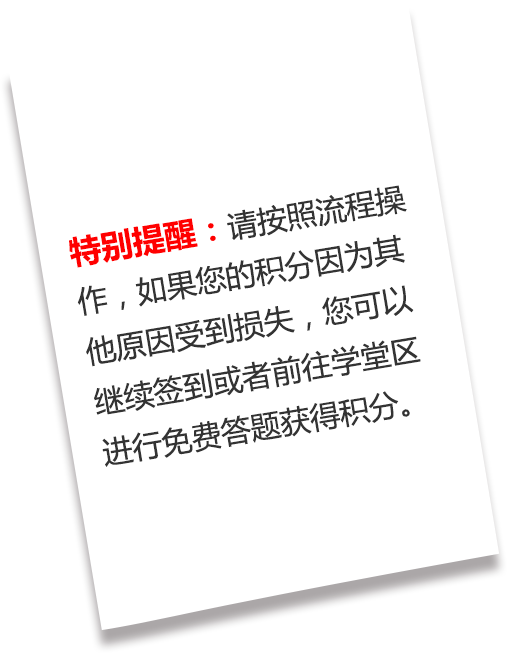 特别提醒：请按照流程操
作，如果您的积分因为其
他原因受到损失，您可以
继续签到或者前往学堂区
进行免费答题获得积分。